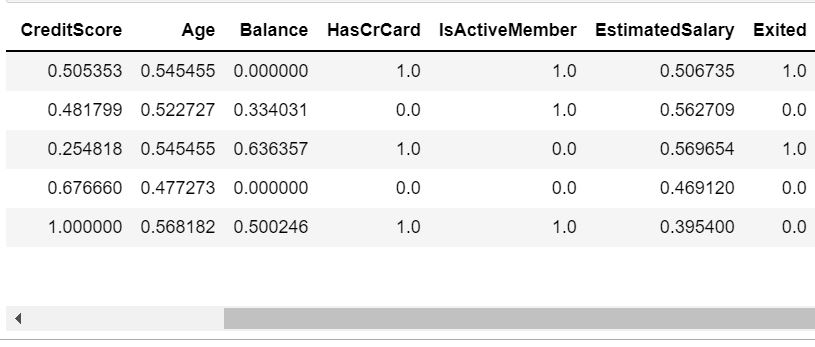 CreditScore Age Balance HasCrCard IsActiveMember EstimatedSalary Exited
0.505353 0.545455 0.000000 1.0 1.0 0.506735 1.0
0.481799 0.522727 0.334031 0.0 1.0 0.562709 0.0
0.254818 0.545455 0.636357 1.0 0.0 0.569654 1.0
0.676660 0.477273 0.000000 0.0 0.0 0.469120 0.0
1.000000 0.568182 0.500246 1.0 1.0 0.395400 0.0